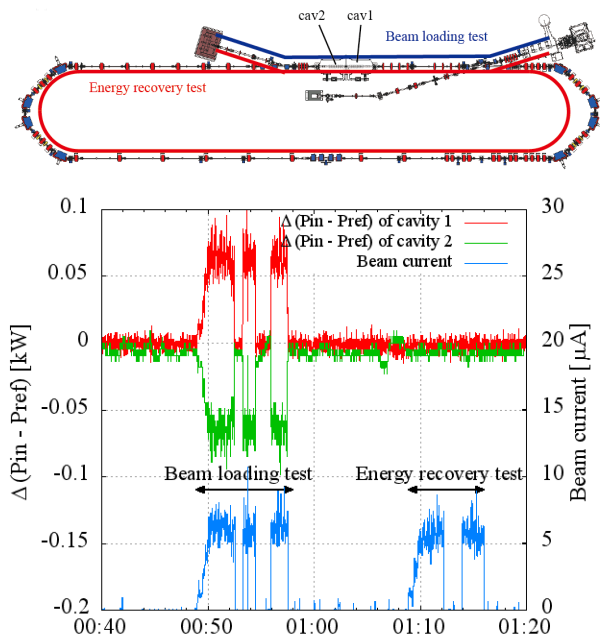 cav2 cav1
Beam loading test
Energy recovery test
Δ (Pin - Pref) of cavity 1
Δ (Pin - Pref) of cavity 2
Beam current
Δ (Pin - Pref) [kW]
0.1
0.05
0
-0.05
-0.1
-0.15
-0.2
Beam loading test
Energy recovery test
30
25
20
15
10
5
0
Beam current [ μA]
00:40 00:50 01:00 01:10 01:20